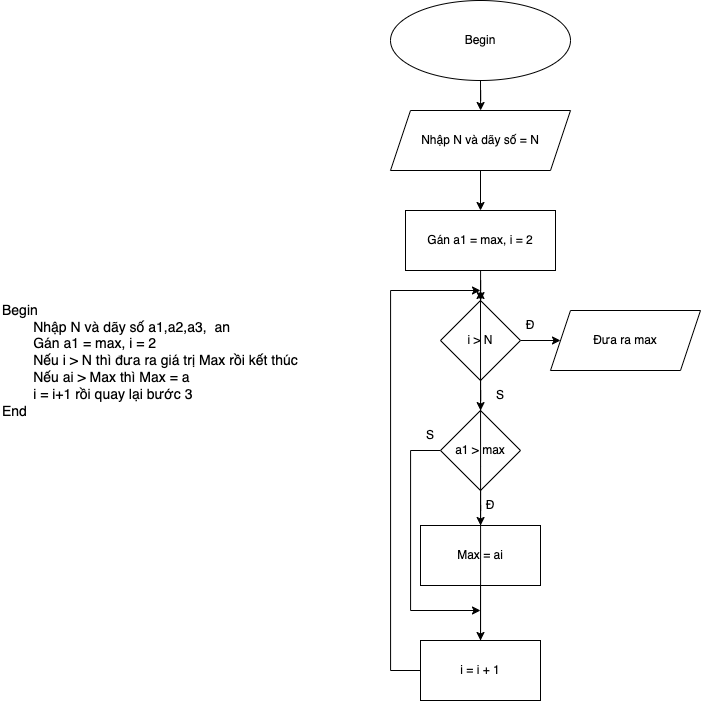 Begin
Nhập N và dãy số a1,a2,a3,  an
Gán a1 = max, i = 2
Nếu i > N thì đưa ra giá trị Max rồi kết thúc
Nếu ai > Max thì Max = a
i = i+1 rồi quay lại bước 3
End
Begin
Nhập N và dãy số = N
Gán a1 = max, i = 2
i > N
Đ
Đưa ra max
S
a1 > max
S
Đ
Max = ai
i = i + 1